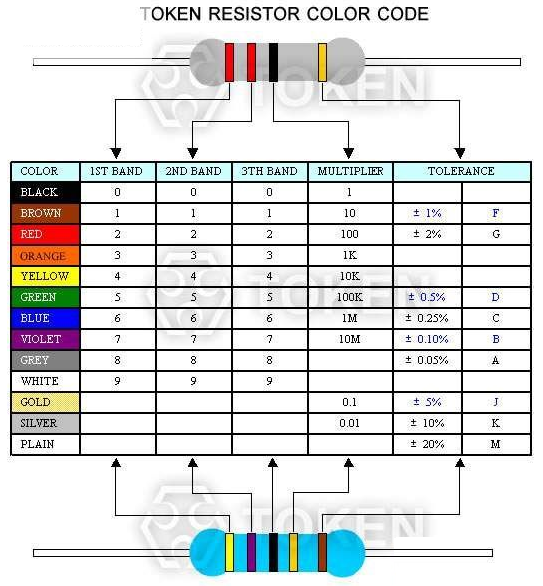 TOKEN RESISTOR COLOR CODE
TOKEN
COLOR 1ST BAND 2ND BAND 3TH BAND MULTIPLIER TOLERANCE
BLACK 0 0 0 1
BROWN 1 1 1 10 ± 1% F
RED 2 2 2 100 ± 2% G
ORANGE 3 3 3 1K
YELLOW 4 4 4 10K
GREEN 5 5 5 100K ± 0.5% D
BLUE 6 6 6 1M ± 0.25% C
VIOLET 7 7 7 10M ± 0.10% B
GREY 8 8 8 ± 0.05% A
WHITE 9 9 9
GOLD 0.1 ± 5% J
SILVER 0.01 ± 10% K
PLAIN ± 20% M
TOKEN
TOKEN